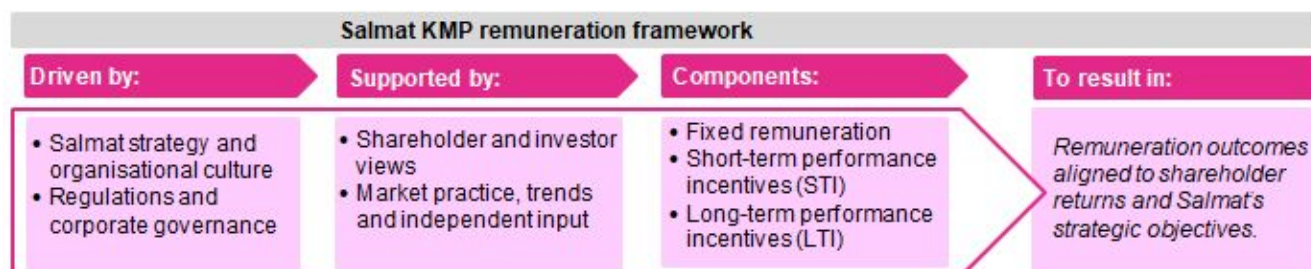 Salmat KMP remuneration framework
Driven by:
Supported by:
Components:
To result in:
• Salmat strategy and
organisational culture
• Regulations and
corporate governance
• Shareholder and investor
views
• Market practice, trends
and independent input
• Fixed remuneration
• Short-term performance
incentives (STI)
• Long-term performance
incentives (LTI)
Remuneration outcomes
aligned to shareholder
returns and Salmat's
strategic objectives.